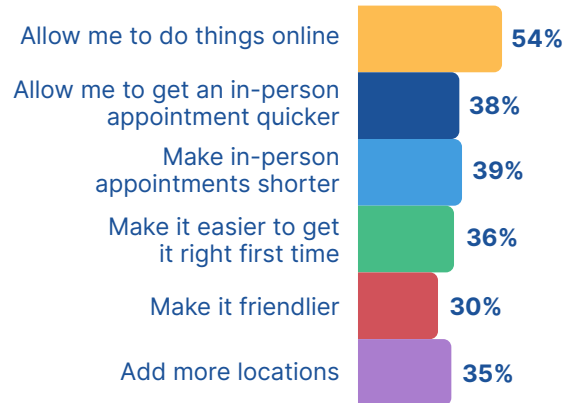 Allow me to do things online
54%
Allow me to get an in-person
appointment quicker
38%
Make in-person
appointments shorter
39%
Make it easier to get
it right first time
36%
Make it friendlier
30%
Add more locations
35%